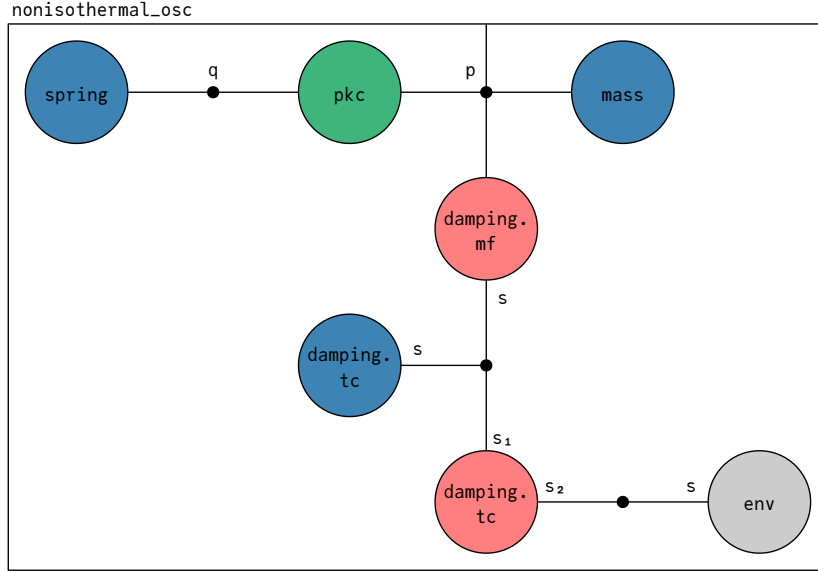 nonisothermal_osc
q
p
spring
pkc
mass
damping.
mf
s
damping.
tc
s
s₁
damping.
tc
s₂
s
env